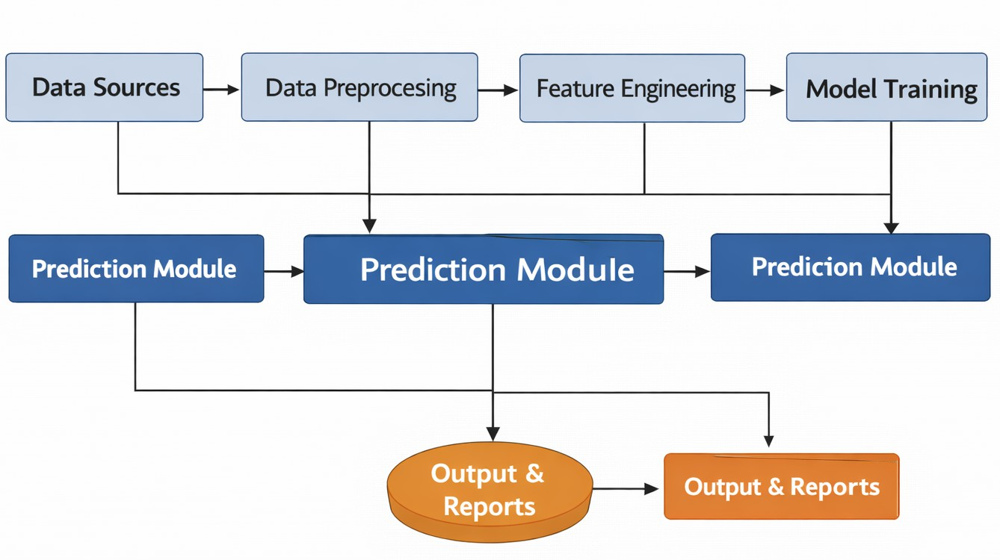 Data Sources
Data Preprocesing
Feature Engineering
Model Training
Prediction Module
Prediction Module
Predicion Module
Output &
Reports
Output & Reports